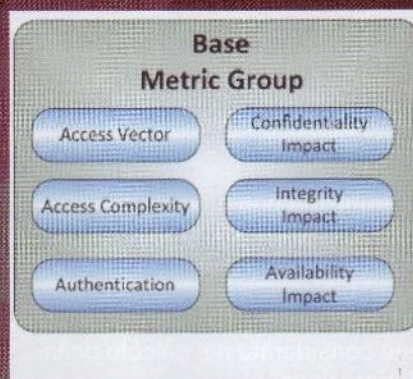 Base
Metric Group
Access Vector
Confidentiality
Impact
Access Complexity
Integrity
Impact
Authentication
Availability
Impact